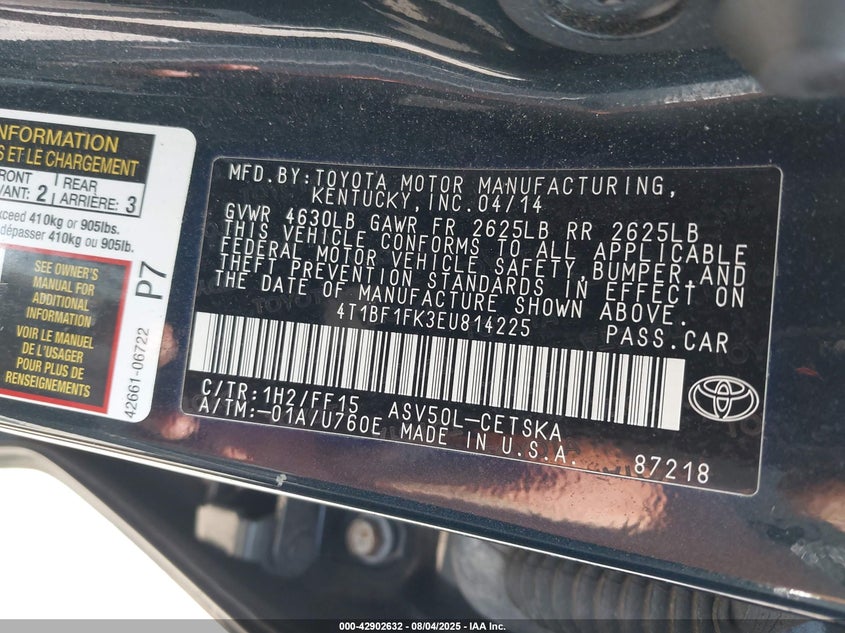 NFORMATION
S ET LE CHARGEMENT
FRONT
VANT: 2
REAR
ARRIÈRE: 3
xceed 410kg or 905lbs.
dépasser 410kg ou 905lb.
SEE OWNER'S
MANUAL FOR
ADDITIONAL
INFORMATION
VOIR LE MANUEL
DE L'USAGER
POUR PLUS DE
RENSEIGNEMENTS
P7
42661-06722
MFD.BY:TOYOTA MOTOR MANUFACTURING,
KENTUCKY,INC.04/14
GVWR 4630LB GAWR FR 2625LB RR 2625LB
THIS VEHICLE CONFORMS TO ALL APPLICABLE
FEDERAL MOTOR VEHICLE SAFETY,BUMPER,AND
THEFT PREVENTION STANDARDS IN EFFECT ON
THE DATE OF MANUFACTURE SHOWN ABOVE.
4T1BF1FK3EU814225 PASS.CAR
C/TR:1H2/FF15 ASV50L-CETSKA
A/TM:-01A/U760E MADE IN U.S.A.
87218
000-42902632 - 08/04/2025 - IAA Inc.